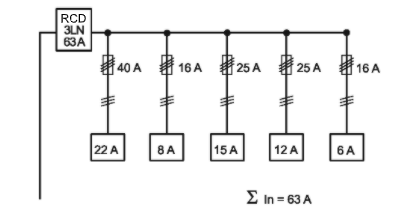 RCD
3LN
63A
40 A
16 A
25 A
25 A
16 A
22 A
8 A
15 A
12 A
6 A
Σ In = 63 A